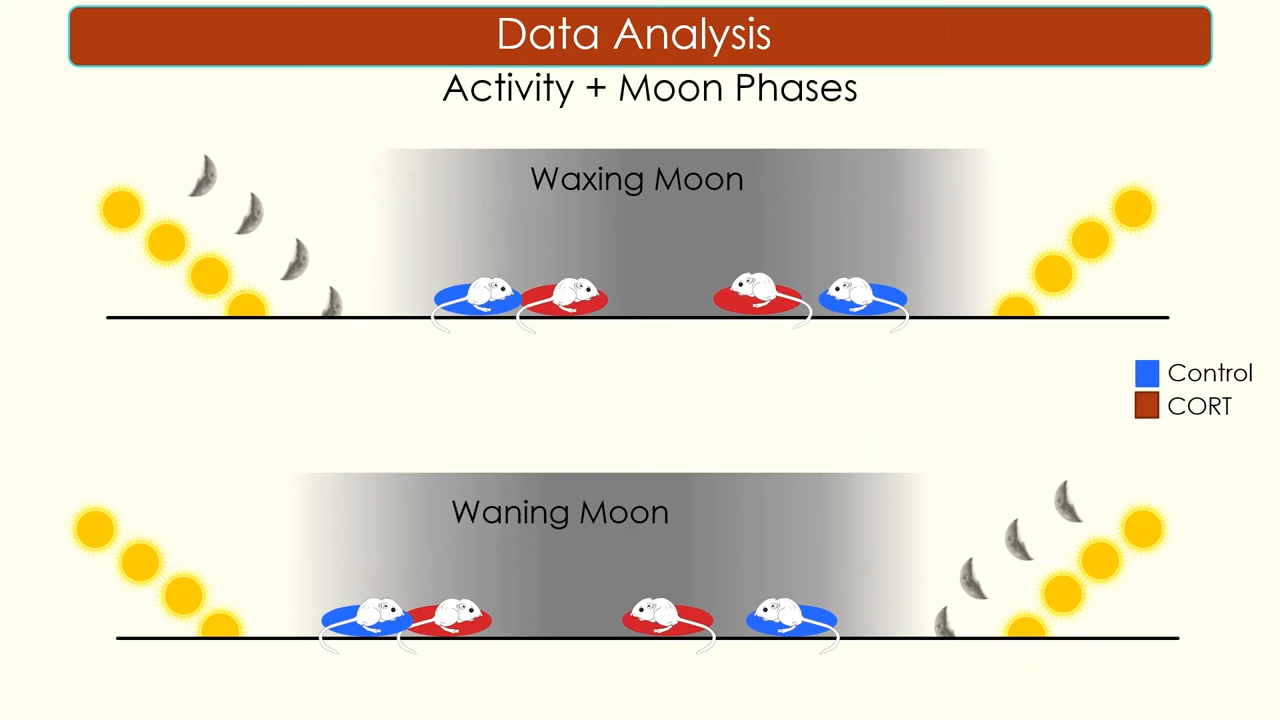 Data Analysis
Activity + Moon Phases
Waxing Moon
Control
CORT
Waning Moon